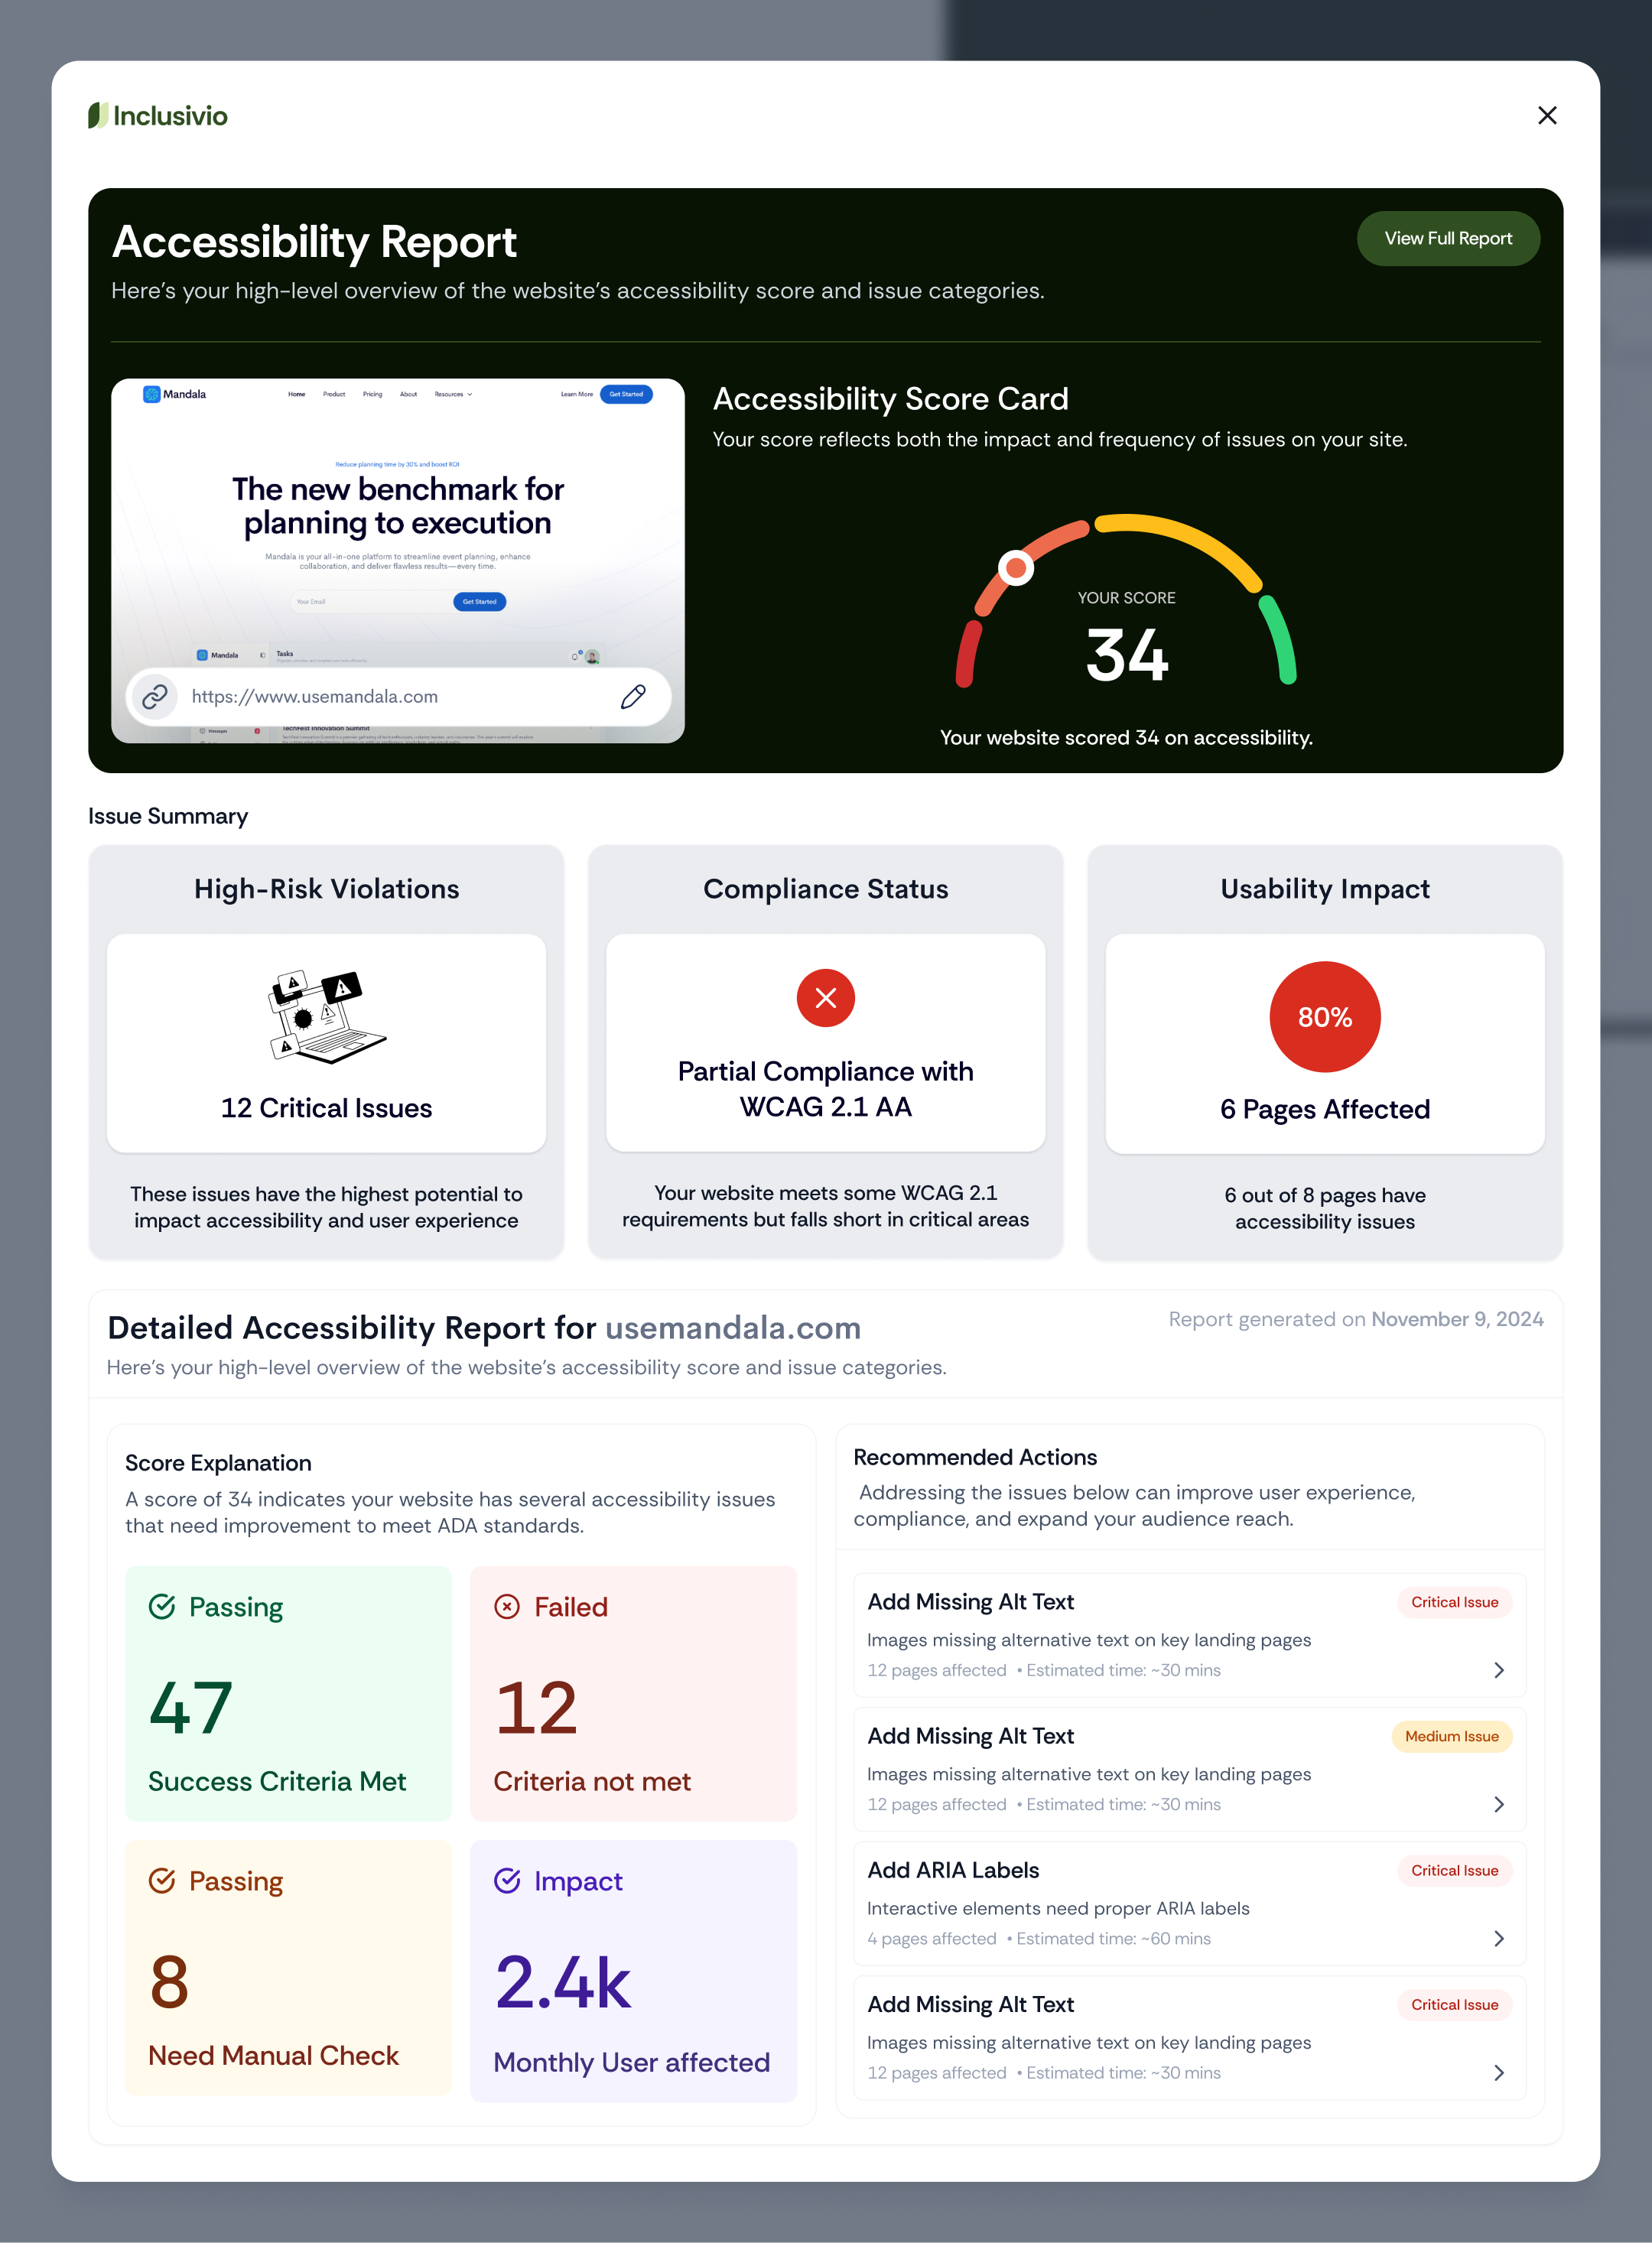 Inclusivio
Accessibility Report
View Full Report
Here's your high-level overview of the website's accessibility score and issue categories.
Mandala
Home
Product
Pricing
About
Resources
Learn More
Get Started
Reduce planning time by 30% and boost ROI
The new benchmark for
planning to execution
Mandala is your all-in-one platform to streamline event planning, enhance
collaboration, and deliver flawless results—every time.
Your Email
Get Started
Mandala
Tasks
https://www.usemandala.com
TechFest Innovation Summit
Accessibility Score Card
Your score reflects both the impact and frequency of issues on your site.
YOUR SCORE
34
Your website scored 34 on accessibility.
Issue Summary
High-Risk Violations
12 Critical Issues
These issues have the highest potential to
impact accessibility and user experience
Compliance Status
Partial Compliance with
WCAG 2.1 AA
Your website meets some WCAG 2.1
requirements but falls short in critical areas
Usability Impact
80%
6 Pages Affected
6 out of 8 pages have
accessibility issues
Detailed Accessibility Report for usemandala.com
Report generated on November 9, 2024
Here's your high-level overview of the website's accessibility score and issue categories.
Score Explanation
A score of 34 indicates your website has several accessibility issues
that need improvement to meet ADA standards.
Passing
47
Success Criteria Met
Failed
12
Criteria not met
Passing
8
Need Manual Check
Impact
2.4k
Monthly User affected
Recommended Actions
Addressing the issues below can improve user experience,
compliance, and expand your audience reach.
Add Missing Alt Text
Critical Issue
Images missing alternative text on key landing pages
12 pages affected • Estimated time: ~30 mins
Add Missing Alt Text
Medium Issue
Images missing alternative text on key landing pages
12 pages affected • Estimated time: ~30 mins
Add ARIA Labels
Critical Issue
Interactive elements need proper ARIA labels
4 pages affected • Estimated time: ~60 mins
Add Missing Alt Text
Critical Issue
Images missing alternative text on key landing pages
12 pages affected • Estimated time: ~30 mins